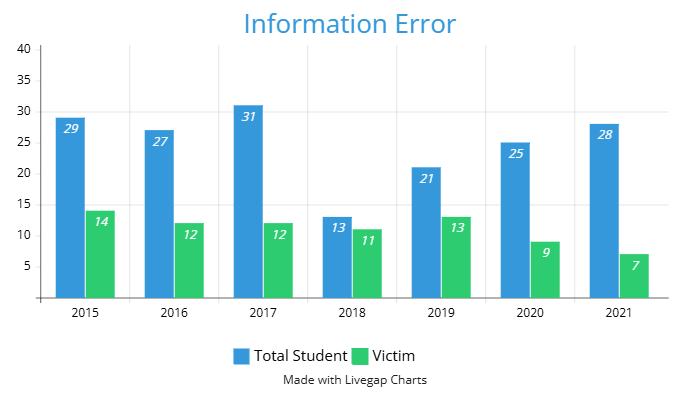 Information Error
40
35
30
25
20
15
10
5
29 14 27 12 31 12 13 11 21 13 25 9 28 7
2015 2016 2017 2018 2019 2020 2021
Total Student Victim
Made with Livegap Charts